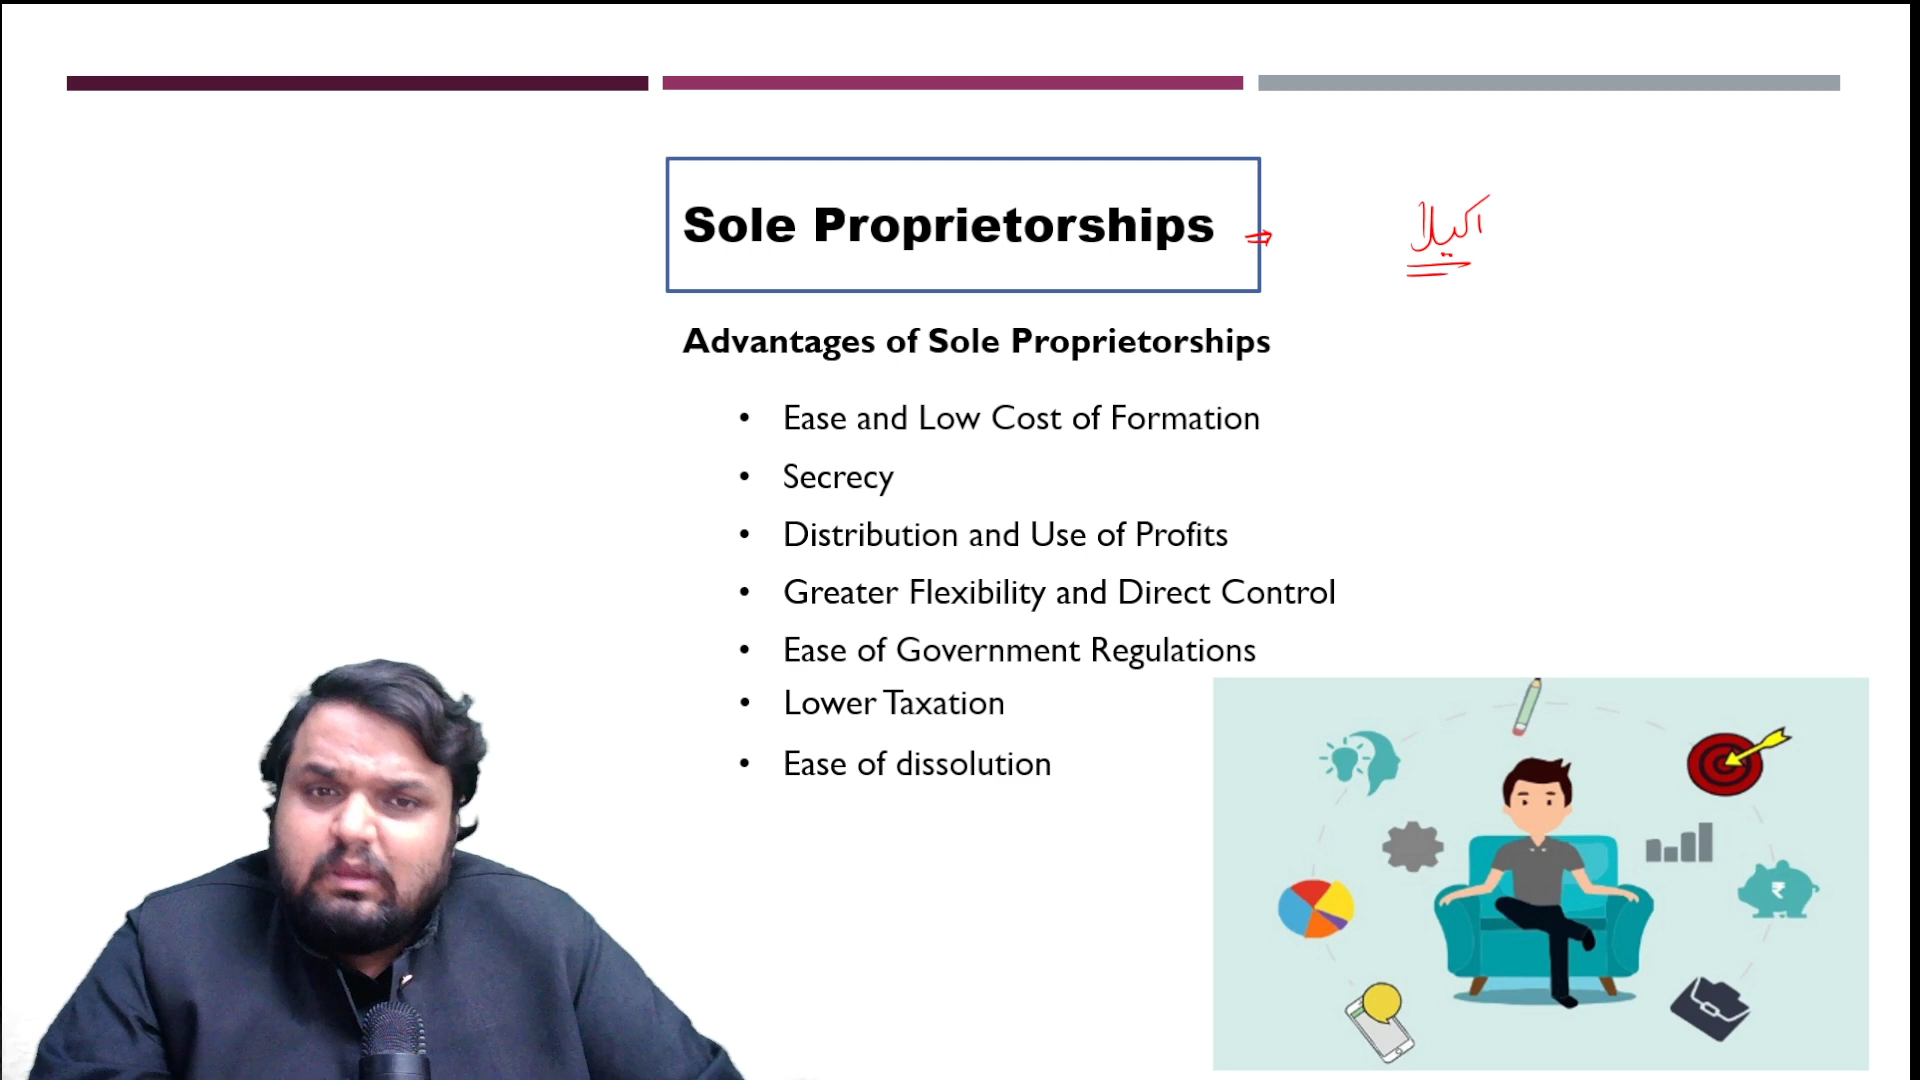 Sole Proprietorships ⇒ اکیلا
Advantages of Sole Proprietorships
• Ease and Low Cost of Formation
• Secrecy
• Distribution and Use of Profits
• Greater Flexibility and Direct Control
• Ease of Government Regulations
• Lower Taxation
• Ease of dissolution
₹